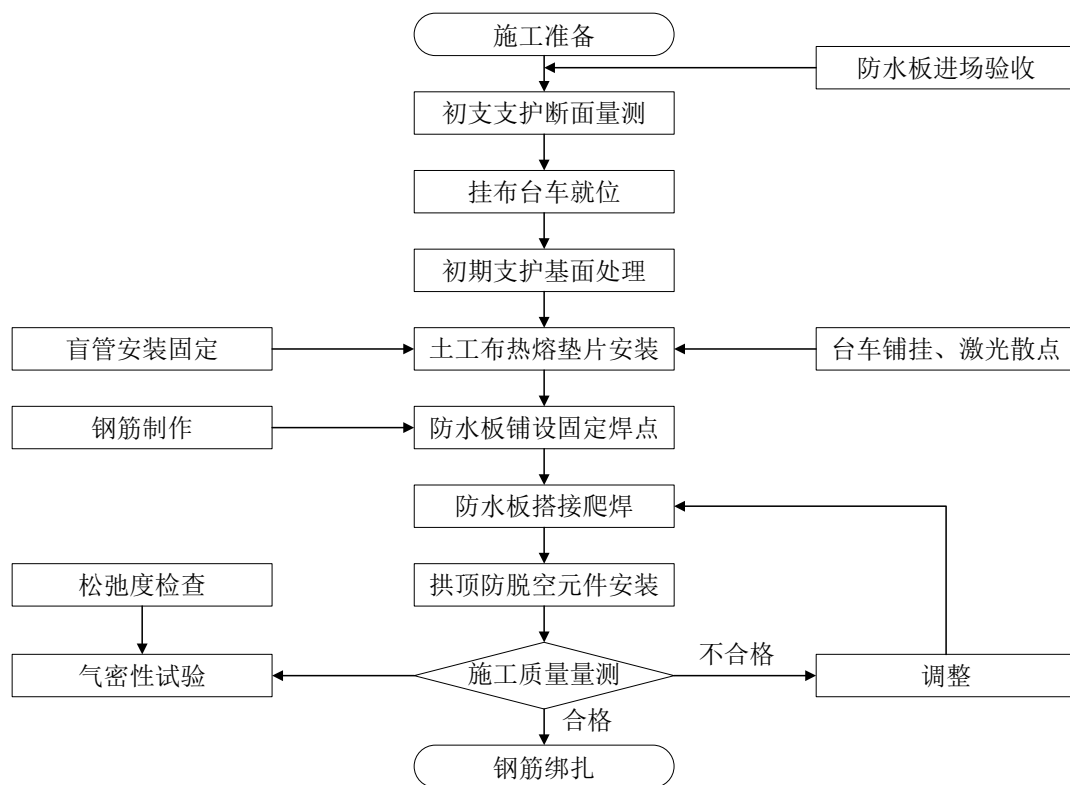 施工准备
防水板进场验收
初支支护断面量测
挂布台车就位
初期支护基面处理
盲管安装固定
土工布热熔垫片安装
台车铺挂、激光散点
钢筋制作
防水板铺设固定焊点
防水板搭接爬焊
松弛度检查
拱顶防脱空元件安装
不合格
气密性试验
施工质量量测
调整
合格
钢筋绑扎